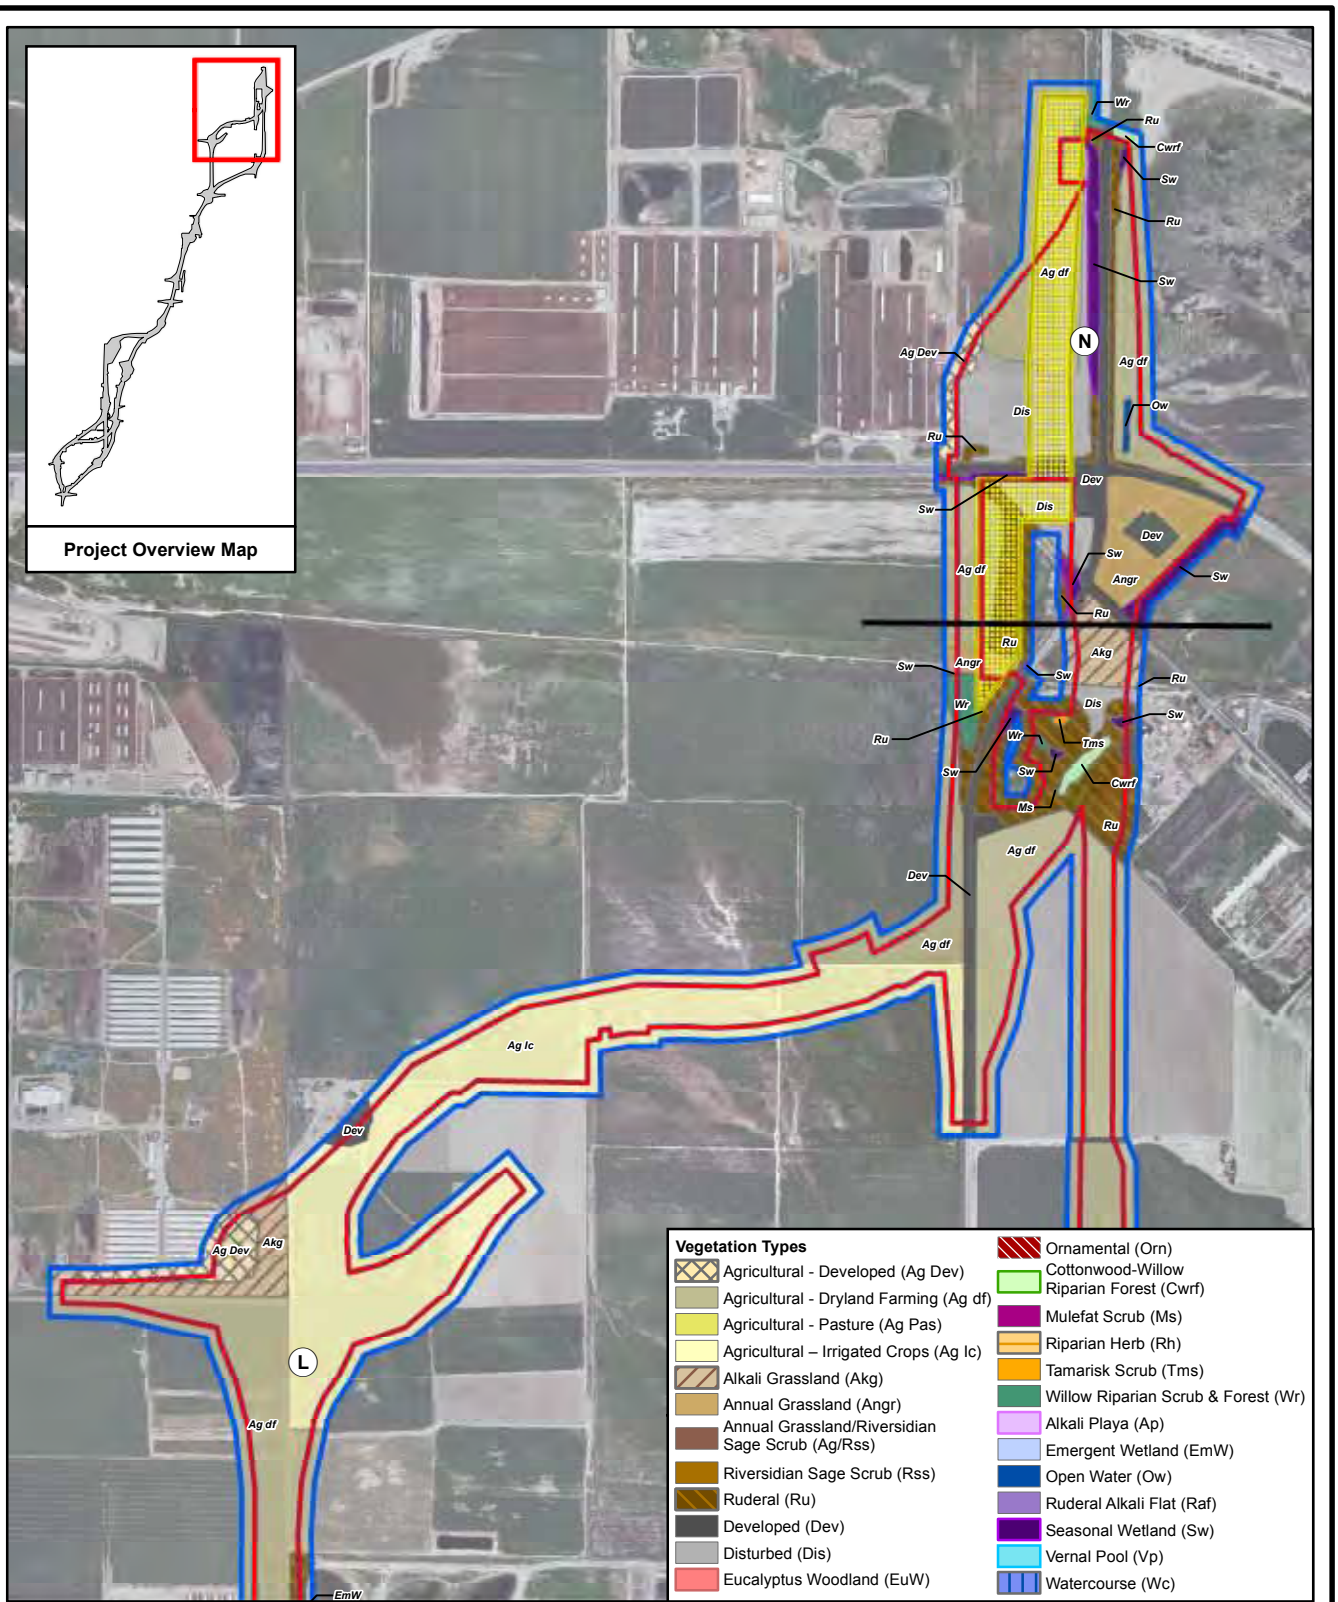 Project Overview Map
Wr
Ru
Cwrf
Sw
Ru
Ag df
Sw
N
Ag Dev
Ag df
Dis
Ow
Ru
Dev
Sw
Dis
Dev
Sw
Ag df
Angr
Sw
Ru
Ru
Akg
Sw
Angr
Sw
Ru
Wr
Dis
Sw
Ru
Wr
Tms
Sw
Sw
Cwrf
Ms
Ru
Ag df
Dev
Ag df
Ag Ic
Dev
Ag Dev
Akg
L
Ag df
EmW
Vegetation Types
Agricultural - Developed (Ag Dev)
Agricultural - Dryland Farming (Ag df)
Agricultural - Pasture (Ag Pas)
Agricultural – Irrigated Crops (Ag Ic)
Alkali Grassland (Akg)
Annual Grassland (Angr)
Annual Grassland/Riversidian
Sage Scrub (Ag/Rss)
Riversidian Sage Scrub (Rss)
Ruderal (Ru)
Developed (Dev)
Disturbed (Dis)
Eucalyptus Woodland (EuW)
Ornamental (Orn)
Cottonwood-Willow
Riparian Forest (Cwrf)
Mulefat Scrub (Ms)
Riparian Herb (Rh)
Tamarisk Scrub (Tms)
Willow Riparian Scrub & Forest (Wr)
Alkali Playa (Ap)
Emergent Wetland (EmW)
Open Water (Ow)
Ruderal Alkali Flat (Raf)
Seasonal Wetland (Sw)
Vernal Pool (Vp)
Watercourse (Wc)